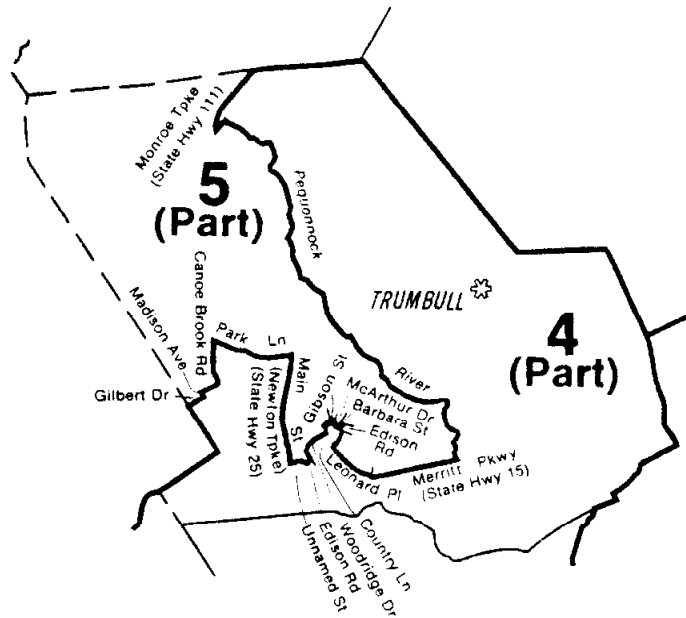 Monroe Tpke
(State Hwy 111)
5
(Part)
Pequonnock
River
TRUMBULL
4
(Part)
Canoe Brook Rd
Madison Ave
Gilbert Dr
Park Ln
Main St
(Newton Tpke)
(State Hwy 25)
Gibson St
McArthur Dr
Barbara St
Edison
Rd
Leonard Pl
Merritt Pkwy
(State Hwy 15)
Country Ln
Woodridge Dr
Edison Rd
Unnamed St